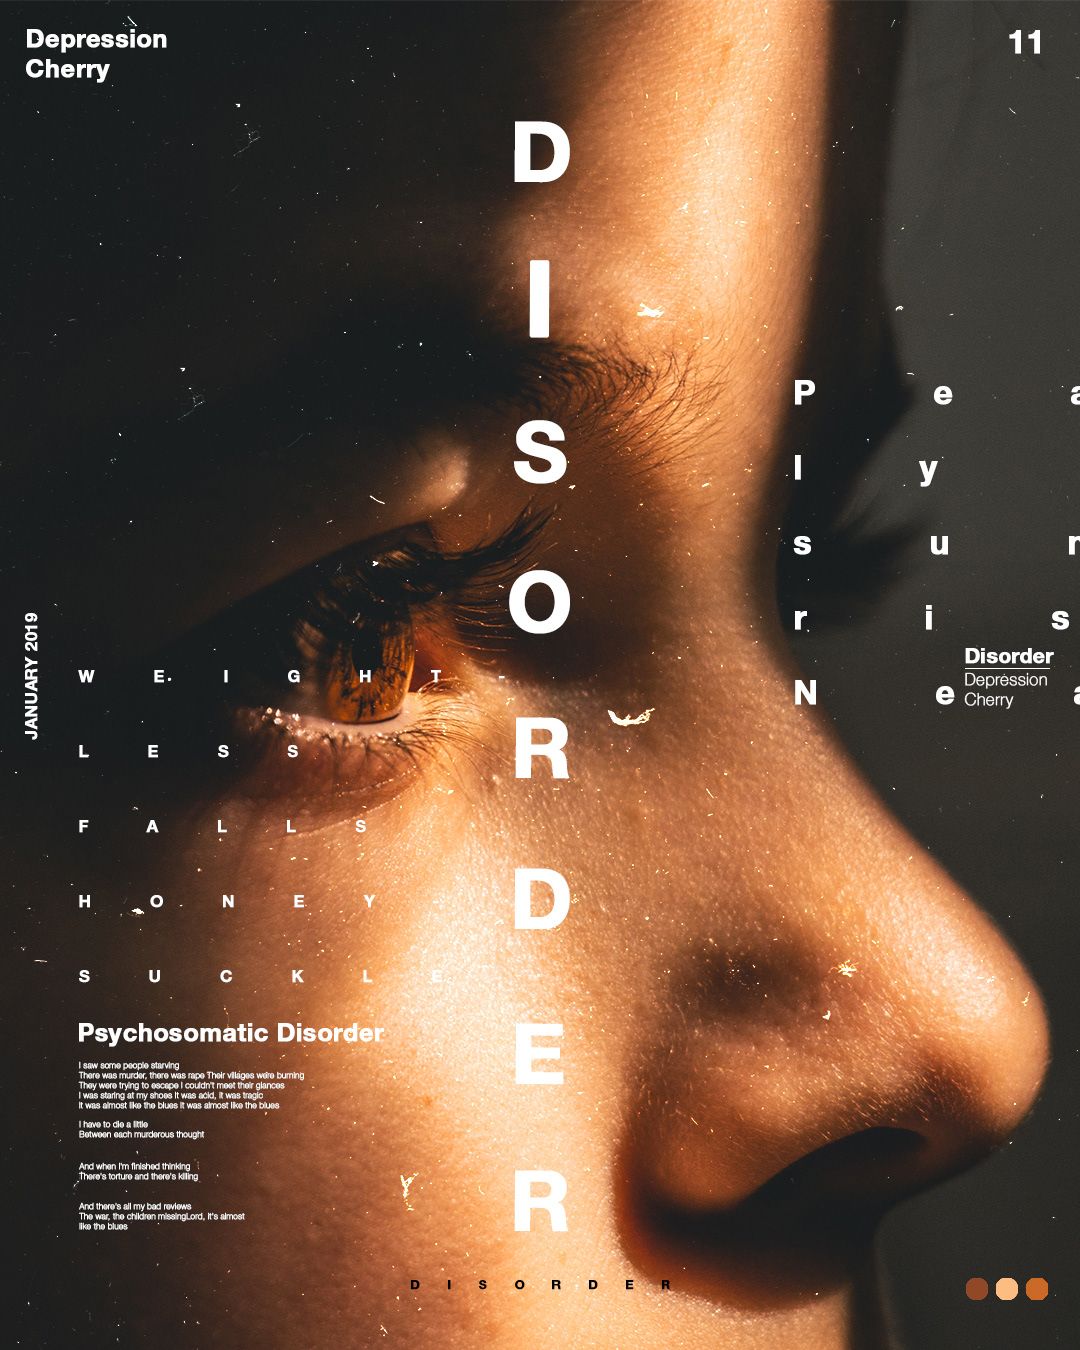 Depression
Cherry
11
DISORDER
P e a
l y
s u n
r i s
N e a
Disorder
Depression
Cherry
JANUARY 2019
W E I G H T -
L E S S
F A L L S
H O N E Y
S U C K L E
Psychosomatic Disorder
I saw some people starving
There was murder, there was rape Their villages were burning
They were trying to escape I couldn't meet their glances
I was staring at my shoes It was acid, it was tragic
It was almost like the blues It was almost like the blues
I have to die a little
Between each murderous thought
And when I'm finished thinking
There's torture and there's killing
And there's all my bad reviews
The war, the children missingLord, it's almost
like the blues
D I S O R D E R